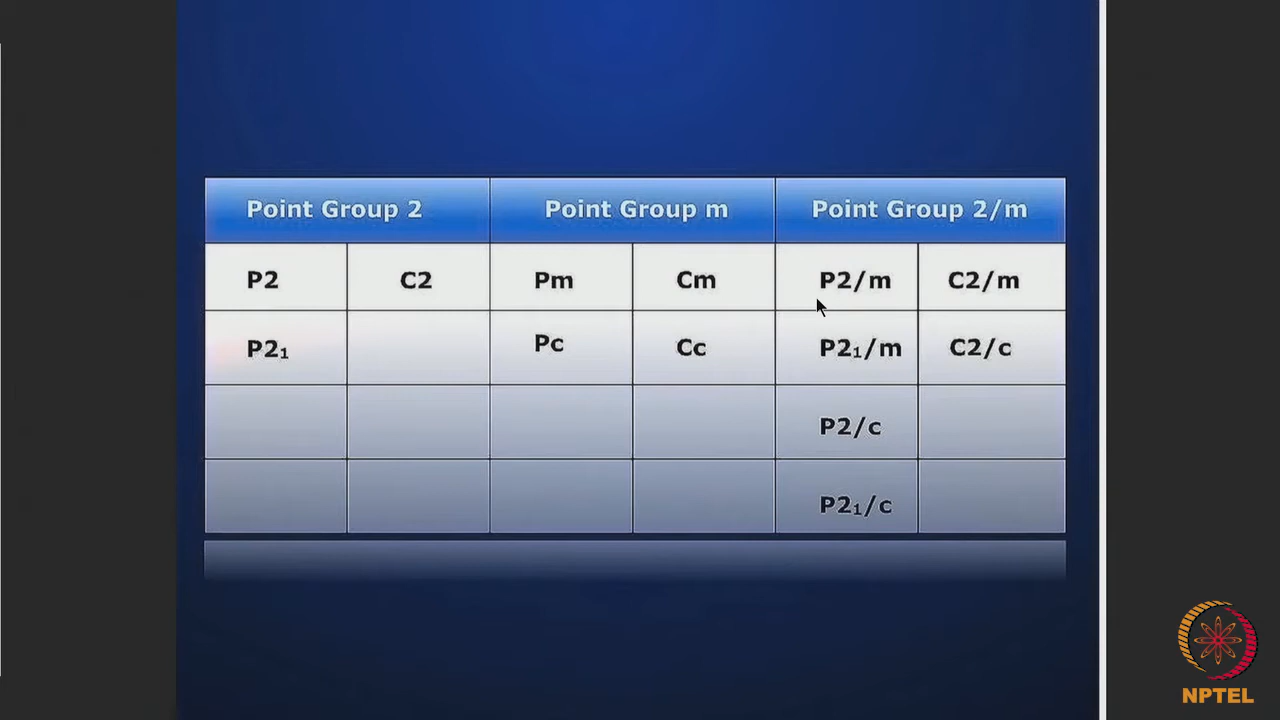 Point Group 2 Point Group m Point Group 2/m
P2 C2 Pm Cm P2/m C2/m
P2₁ Pc Cc P2₁/m C2/c
P2/c
P2₁/c
NPTEL